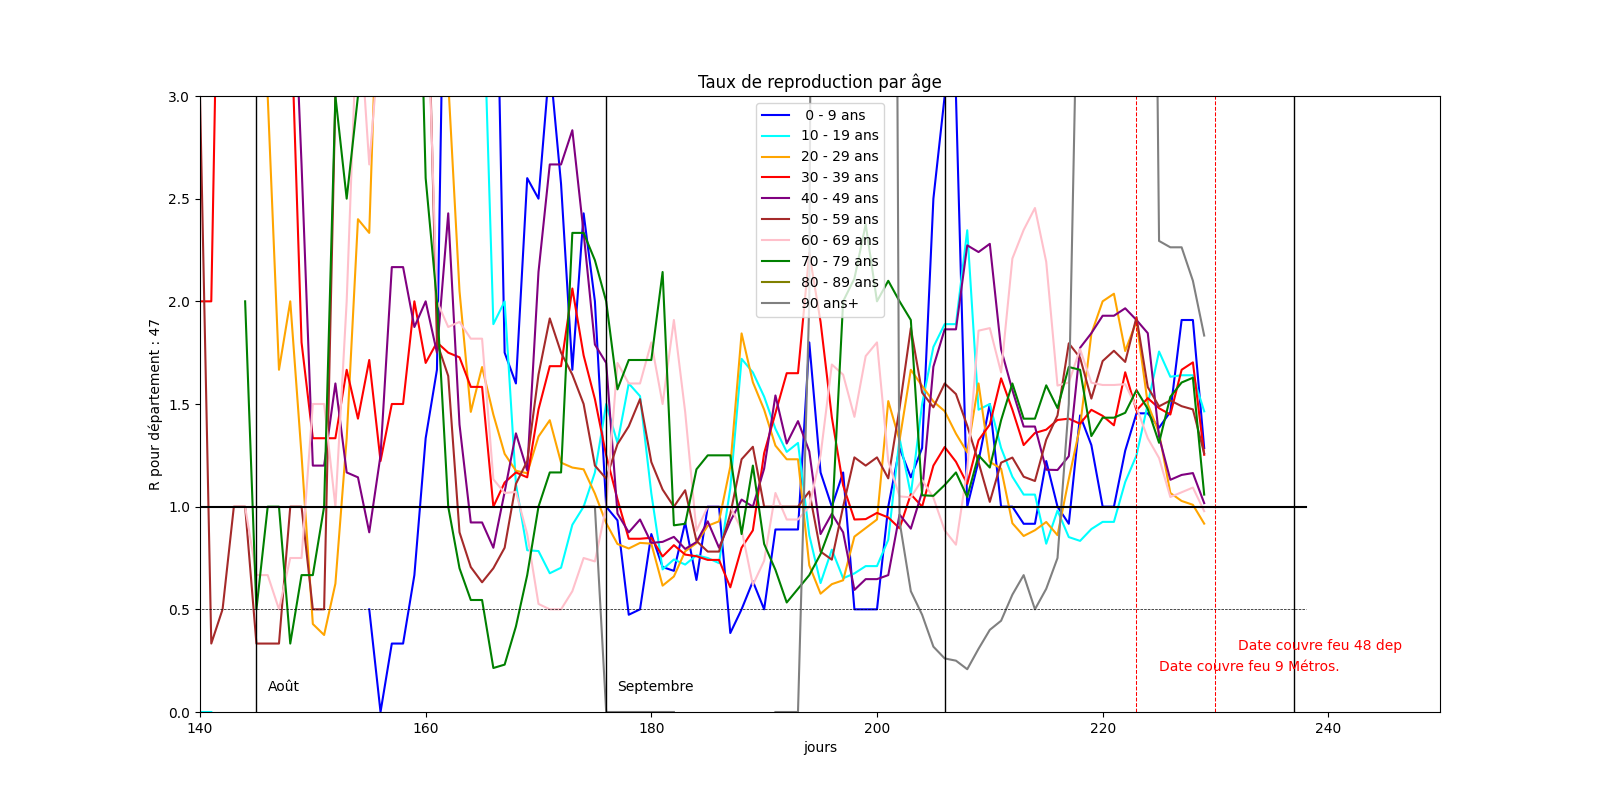 Taux de reproduction par âge
R pour département : 47
3.0
2.5
2.0
1.5
1.0
0.5
0.0
0 - 9 ans
10 - 19 ans
20 - 29 ans
30 - 39 ans
40 - 49 ans
50 - 59 ans
60 - 69 ans
70 - 79 ans
80 - 89 ans
90 ans+
Date couvre feu 48 dep
Date couvre feu 9 Métros.
Août
Septembre
140
160
180
200
220
240
jours